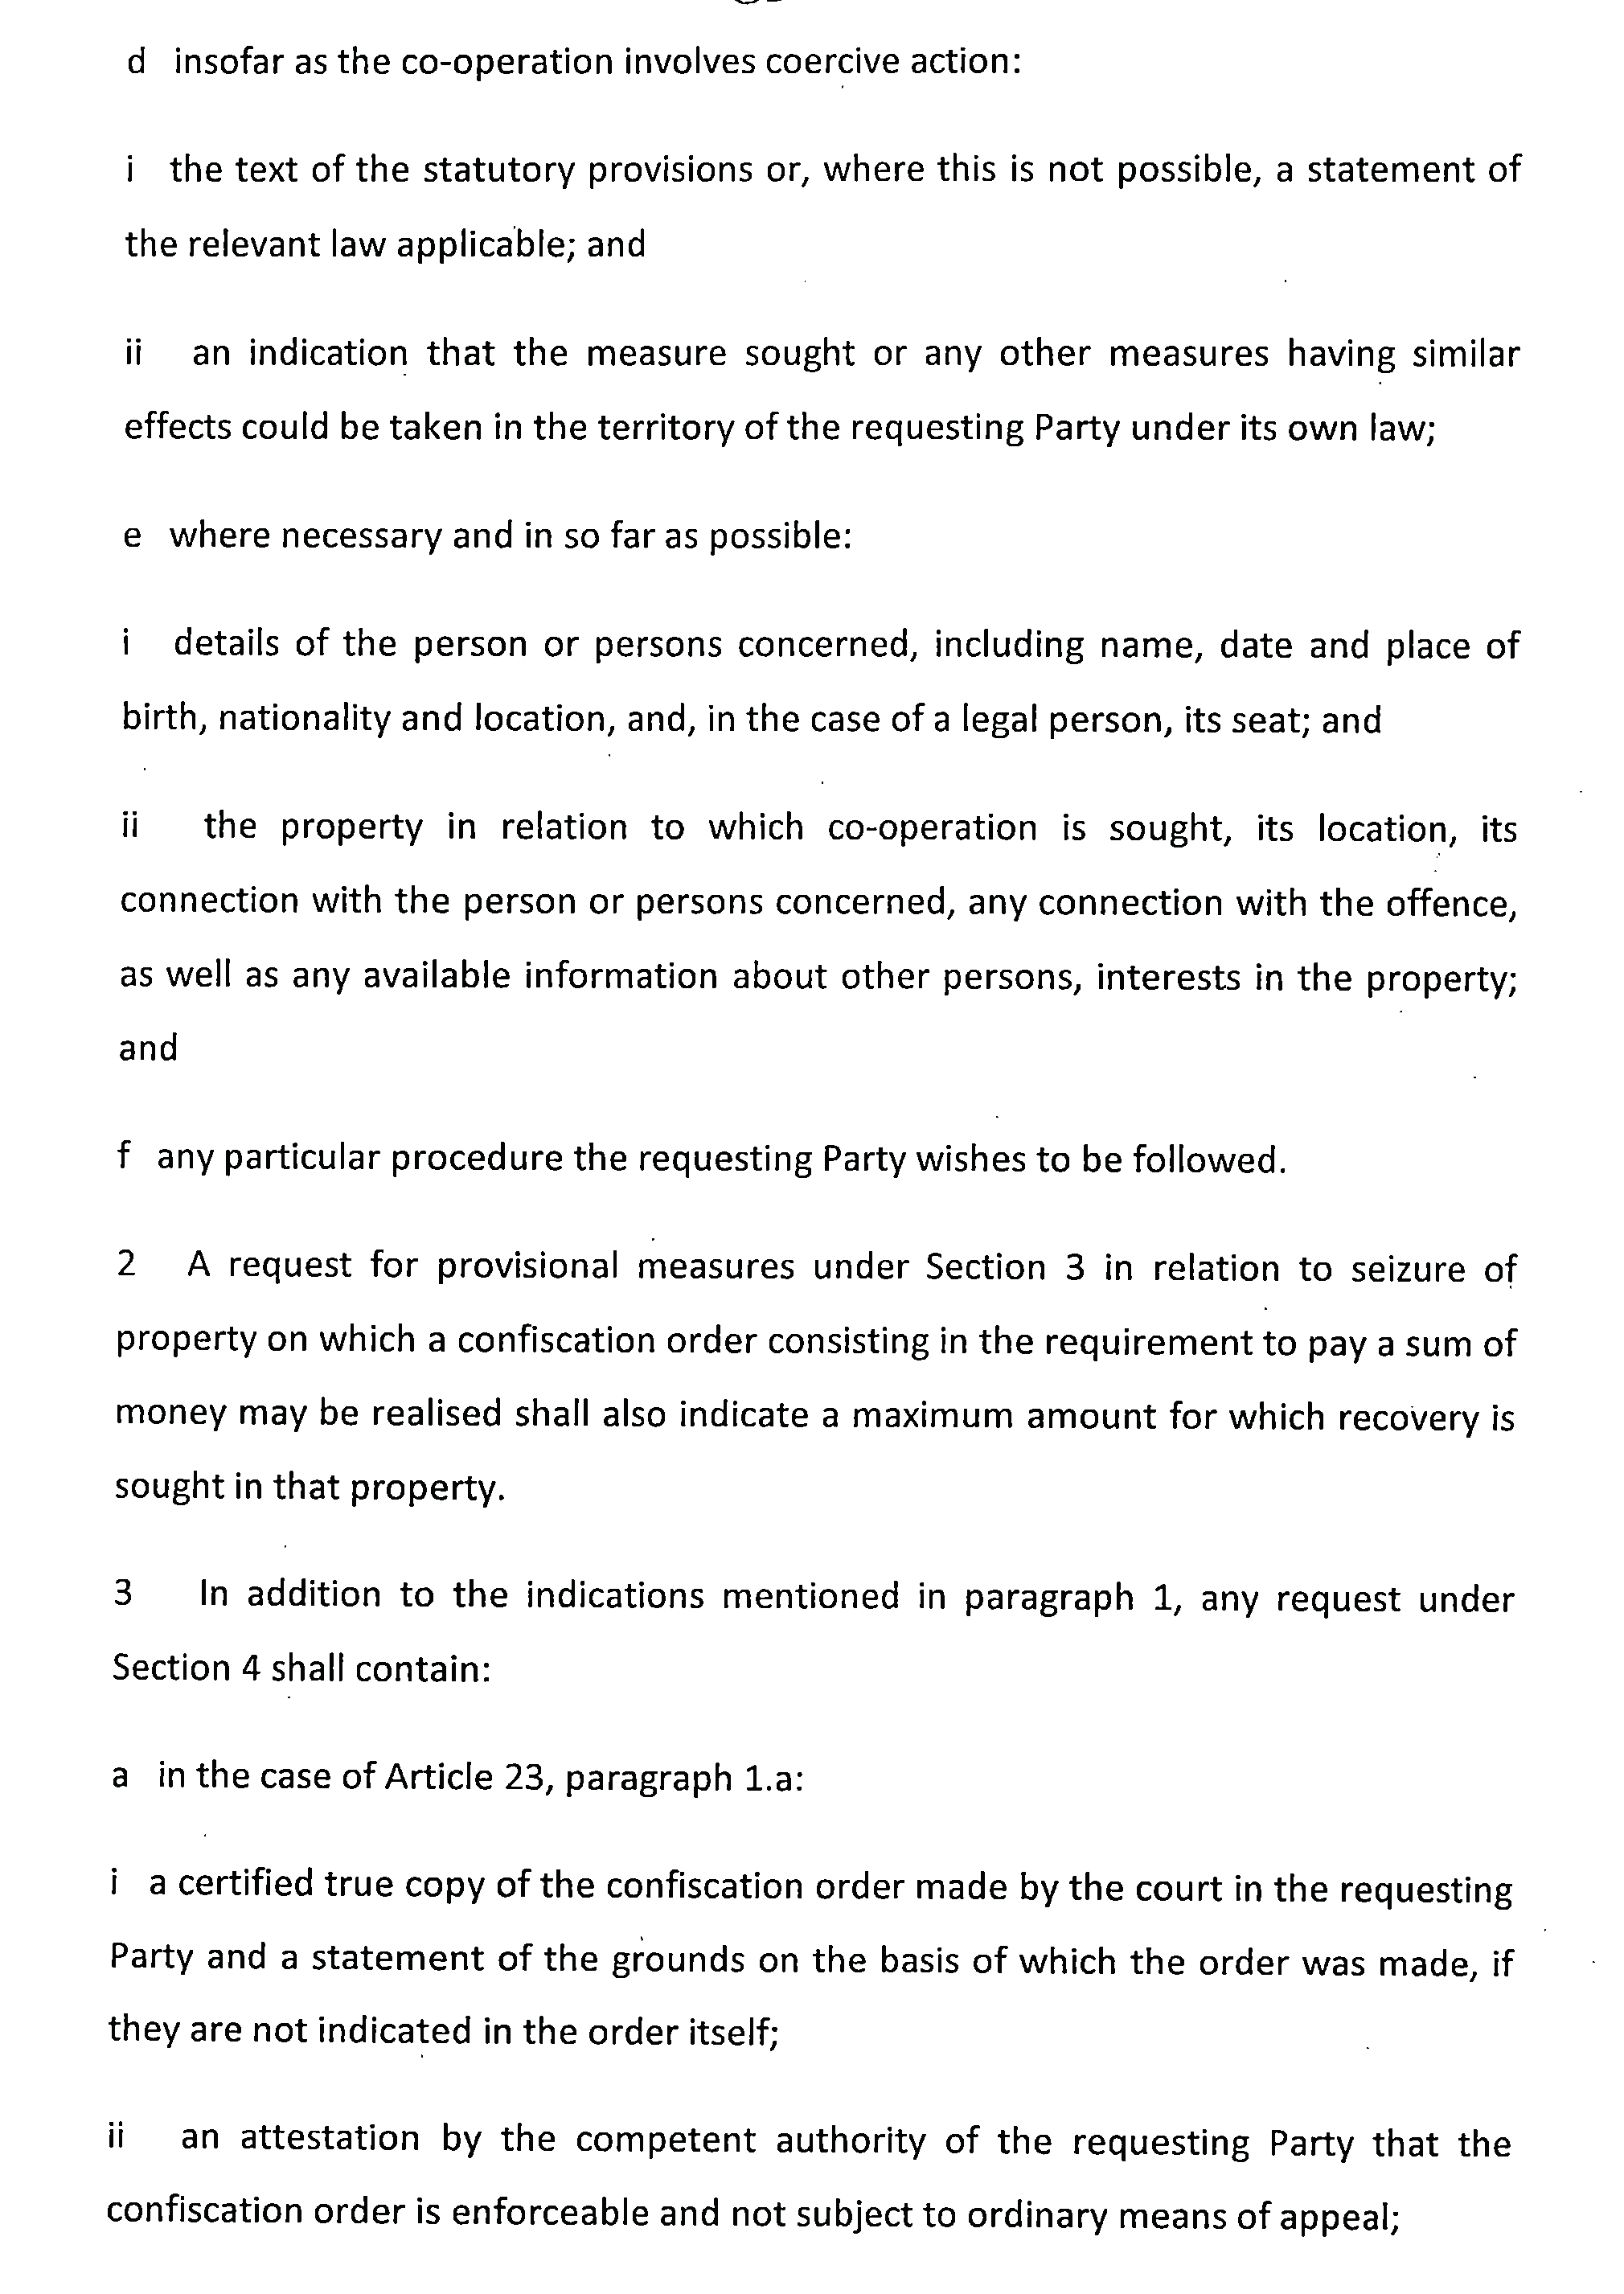 d insofar as the co-operation involves coercive action:
i the text of the statutory provisions or, where this is not possible, a statement of
the relevant law applicable; and
ii an indication that the measure sought or any other measures having similar
effects could be taken in the territory of the requesting Party under its own law;
e where necessary and in so far as possible:
i details of the person or persons concerned, including name, date and place of
birth, nationality and location, and, in the case of a legal person, its seat; and
ii the property in relation to which co-operation is sought, its location, its
connection with the person or persons concerned, any connection with the offence,
as well as any available information about other persons, interests in the property;
and
f any particular procedure the requesting Party wishes to be followed.
2 A request for provisional measures under Section 3 in relation to seizure of
property on which a confiscation order consisting in the requirement to pay a sum of
money may be realised shall also indicate a maximum amount for which recovery is
sought in that property.
3 In addition to the indications mentioned in paragraph 1, any request under
Section 4 shall contain:
a in the case of Article 23, paragraph 1.a:
i a certified true copy of the confiscation order made by the court in the requesting
Party and a statement of the grounds on the basis of which the order was made, if
they are not indicated in the order itself;
ii an attestation by the competent authority of the requesting Party that the
confiscation order is enforceable and not subject to ordinary means of appeal;